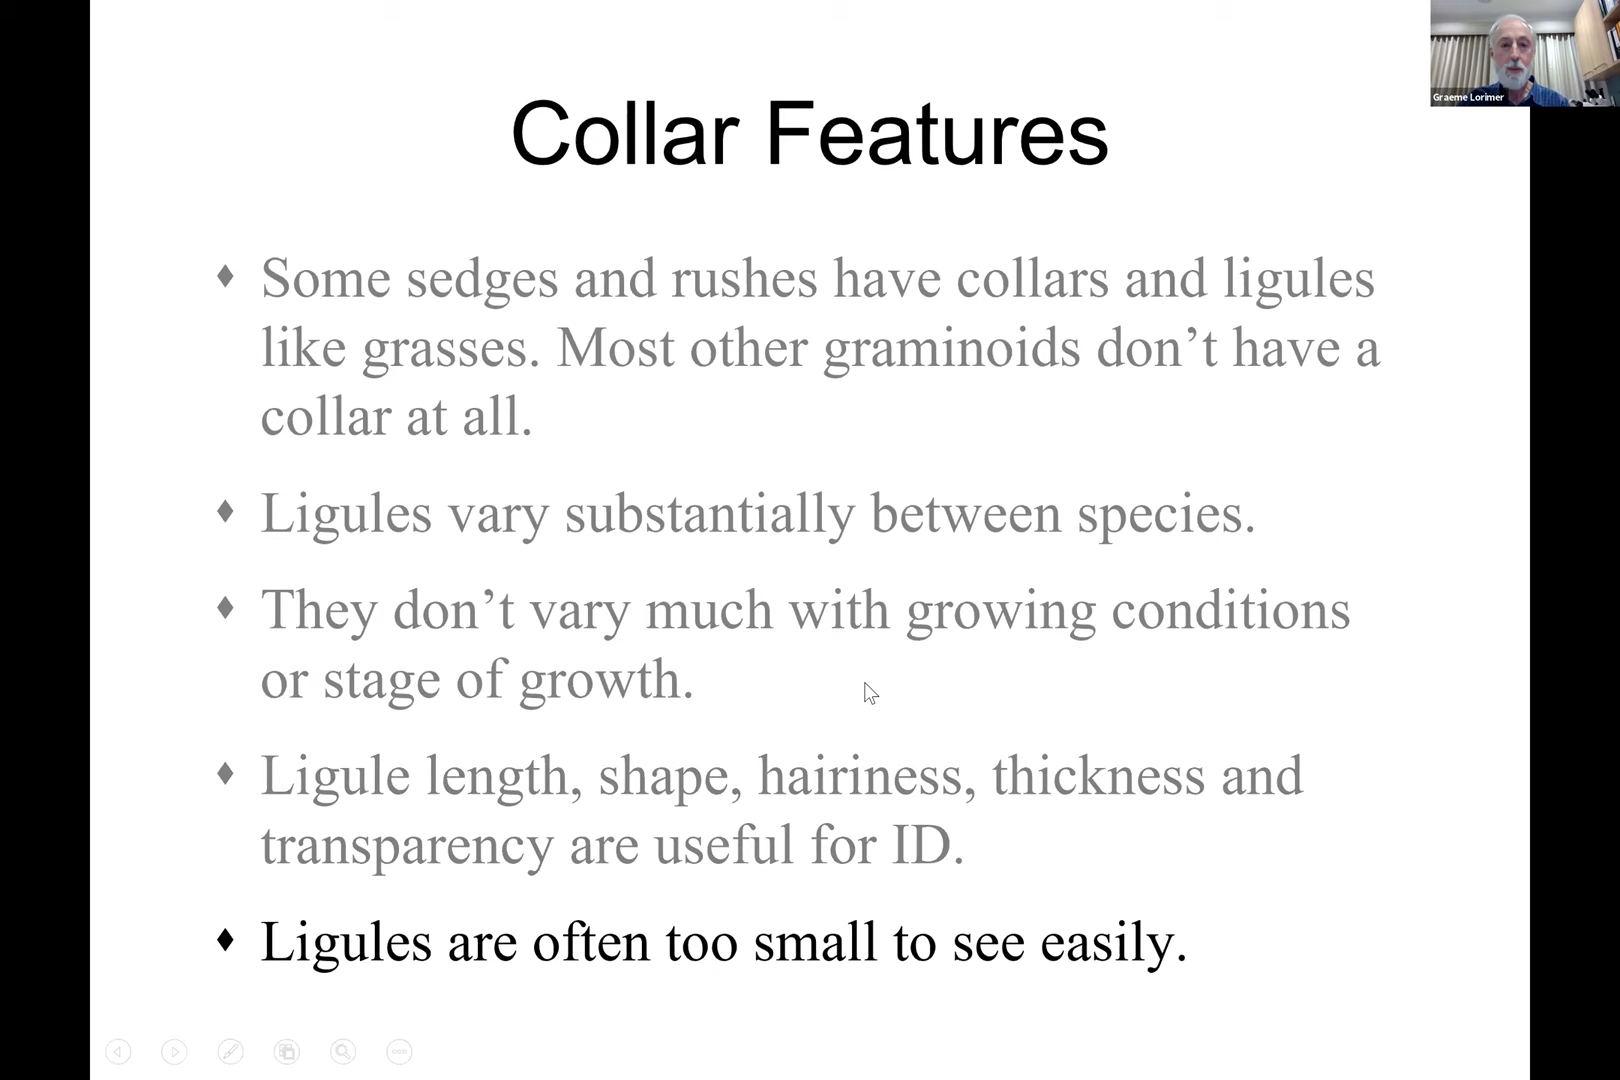 Graeme Lorimer
Collar Features
♦ Some sedges and rushes have collars and ligules
like grasses. Most other graminoids don’t have a
collar at all.
♦ Ligules vary substantially between species.
♦ They don’t vary much with growing conditions
or stage of growth.
♦ Ligule length, shape, hairiness, thickness and
transparency are useful for ID.
♦ Ligules are often too small to see easily.